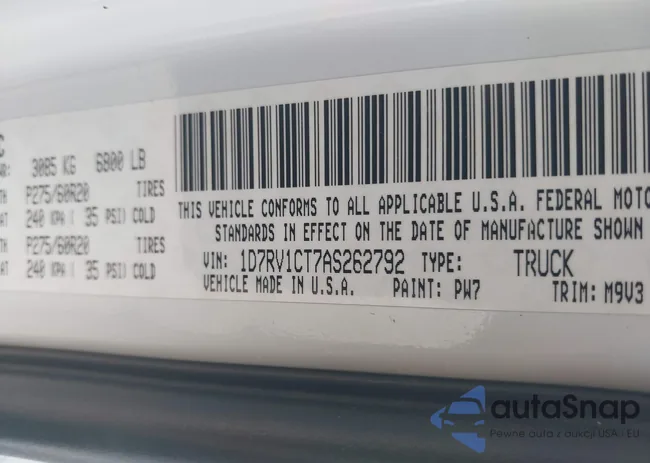 C
3085 KG 6800 LB
TH P275/60R20 TIRES
AT 240 KPA( 35 PSI) COLD
TH P275/60R20 TIRES
AT 240 KPA( 35 PSI) COLD
THIS VEHICLE CONFORMS TO ALL APPLICABLE U.S.A. FEDERAL MOTO
STANDARDS IN EFFECT ON THE DATE OF MANUFACTURE SHOWN
VIN: 1D7RV1CT7AS262792 TYPE: TRUCK
VEHICLE MADE IN U.S.A. PAINT: PW7 TRIM: M9V3
autaSnap
Pewne auta z aukcji USA - EU